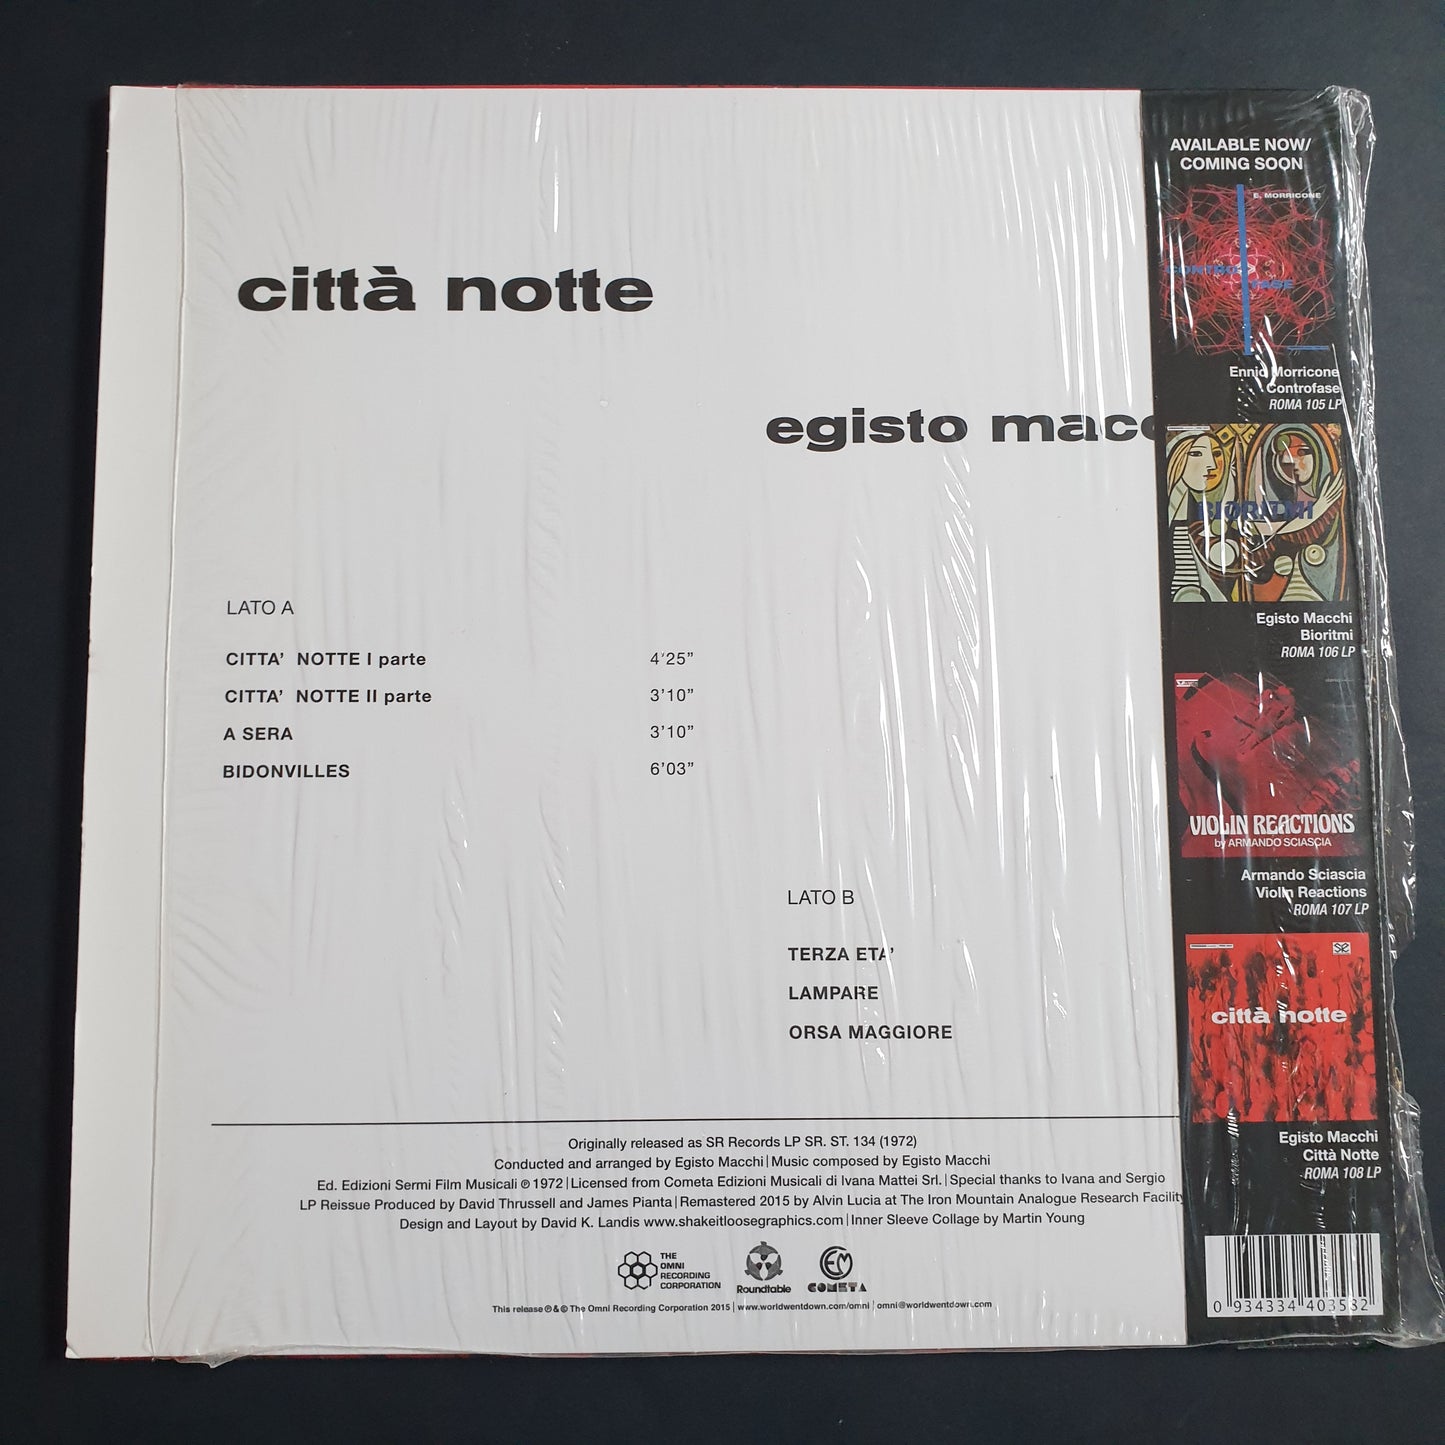 città notte
egisto macc
LATO A
CITTA' NOTTE I parte 4'25"
CITTA' NOTTE II parte 3'10"
A SERA 3'10"
BIDONVILLES 6'03"
LATO B
TERZA ETA'
LAMPARE
ORSA MAGGIORE
Originally released as SR Records LP SR. ST. 134 (1972)
Conducted and arranged by Egisto Macchi | Music composed by Egisto Macchi
Ed. Edizioni Sermi Film Musicali ℗ 1972 | Licensed from Cometa Edizioni Musicali di Ivana Mattei Srl. | Special thanks to Ivana and Sergio
LP Reissue Produced by David Thrussell and James Pianta | Remastered 2015 by Alvin Lucia at The Iron Mountain Analogue Research Facility
Design and Layout by David K. Landis www.shakeitloosegraphics.com | Inner Sleeve Collage by Martin Young
THE
OMNI
RECORDING
CORPORATION
Roundtable
CEM
COMETA
This release ℗ & © The Omni Recording Corporation 2015 | www.worldwentdown.com/omni | omni@worldwentdown.com
AVAILABLE NOW/
COMING SOON
E. MORRICONE
CONTRO
FASE
Ennio Morricone
Controfase
ROMA 105 LP
BIORITMI
Egisto Macchi
Bioritmi
ROMA 106 LP
VIOLIN REACTIONS
by ARMANDO SCIASCIA
Armando Sciascia
Violin Reactions
ROMA 107 LP
città notte
Egisto Macchi
Città Notte
ROMA 108 LP
0 934334 403582